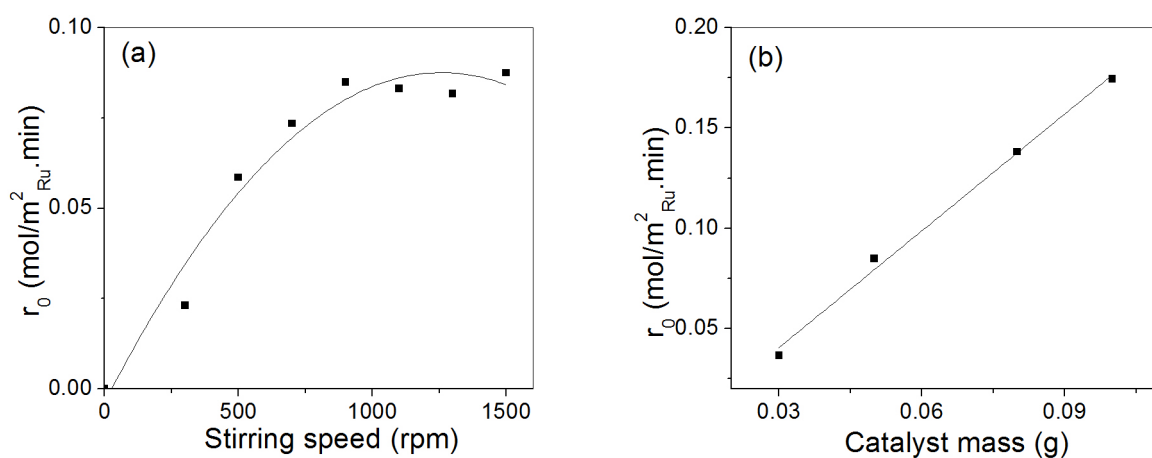 (a)
r₀ (mol/m²Ru.min)
0.10
0.05
0.00
0
500
1000
1500
Stirring speed (rpm)
(b)
r₀ (mol/m²Ru.min)
0.20
0.15
0.10
0.05
0.03
0.06
0.09
Catalyst mass (g)